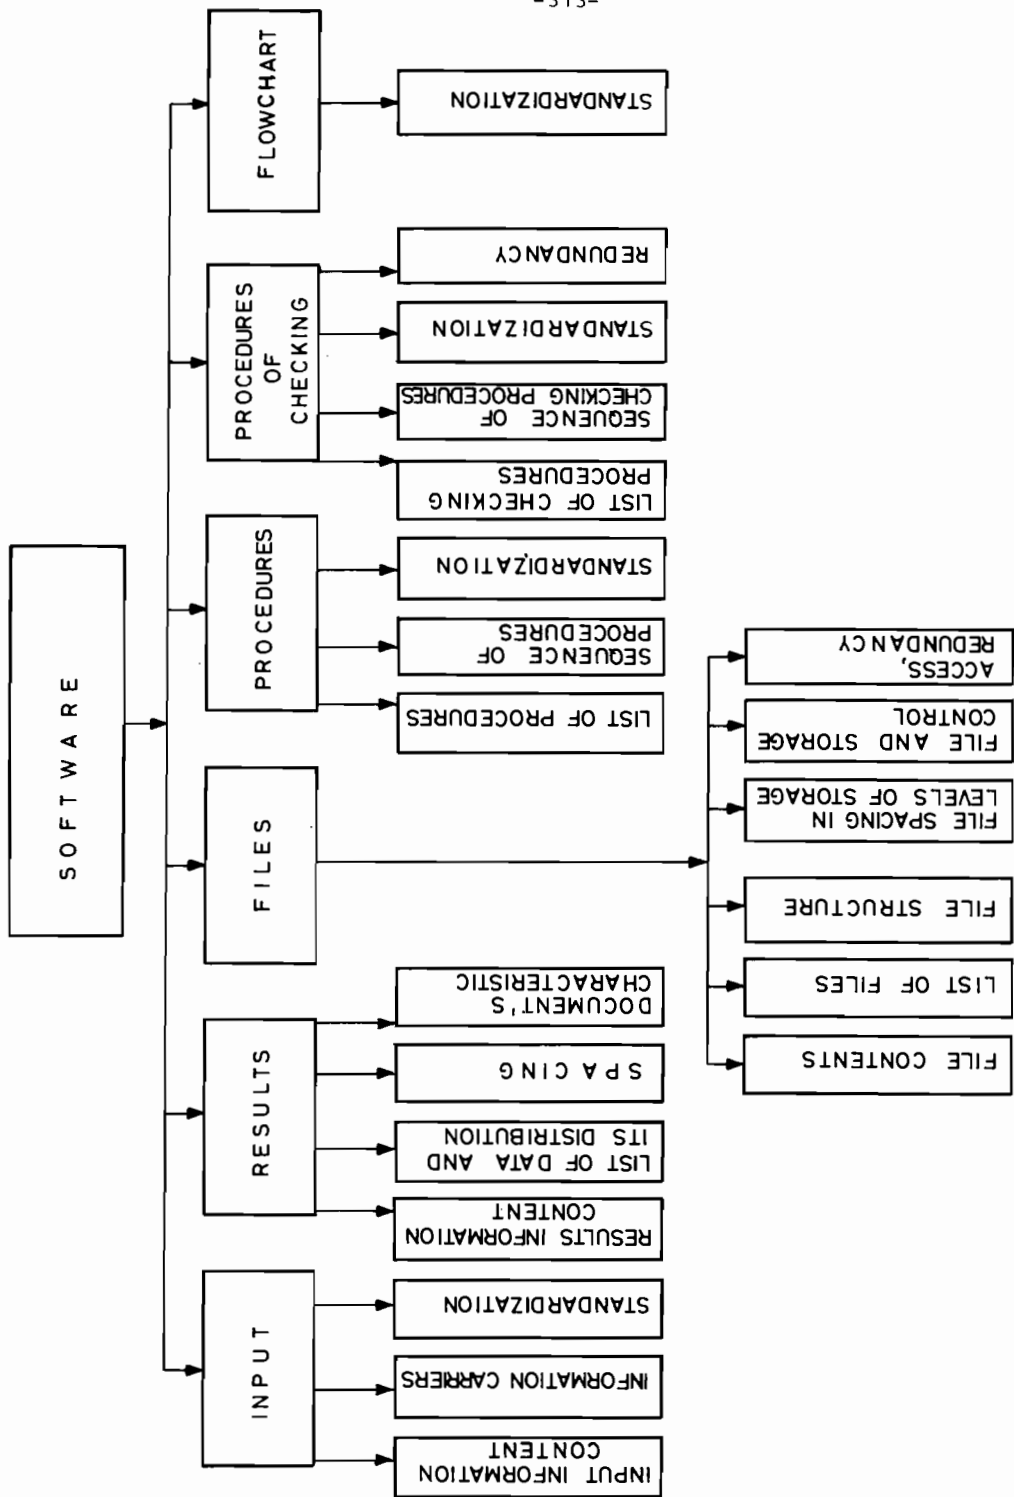 -313-
SOFTWARE
INPUT
RESULTS
FILES
PROCEDURES
PROCEDURES
OF
CHECKING
FLOWCHART
INPUT INFORMATION
CONTENT
INFORMATION CARRIERS
STANDARDIZATION
RESULTS INFORMATION
CONTENT
LIST OF DATA AND
ITS DISTRIBUTION
SPACING
DOCUMENT'S
CHARACTERISTIC
LIST OF PROCEDURES
SEQUENCE OF
PROCEDURES
STANDARDIZATION
LIST OF CHECKING
PROCEDURES
SEQUENCE OF
CHECKING PROCEDURES
STANDARDIZATION
REDUNDANCY
STANDARDIZATION
FILE CONTENTS
LIST OF FILES
FILE STRUCTURE
FILE SPACING IN
LEVELS OF STORAGE
FILE AND STORAGE
CONTROL
ACCESS,
REDUNDANCY